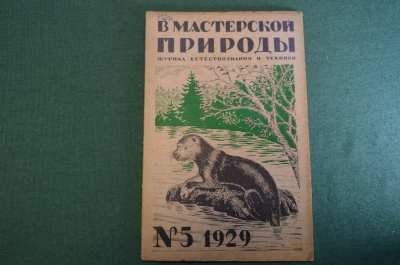 В МАСТЕРСКОЙ
ПРИРОДЫ
ЖУРНАЛ ЕСТЕСТВОЗНАНИЯ И ТЕХНИКИ
№5 1929